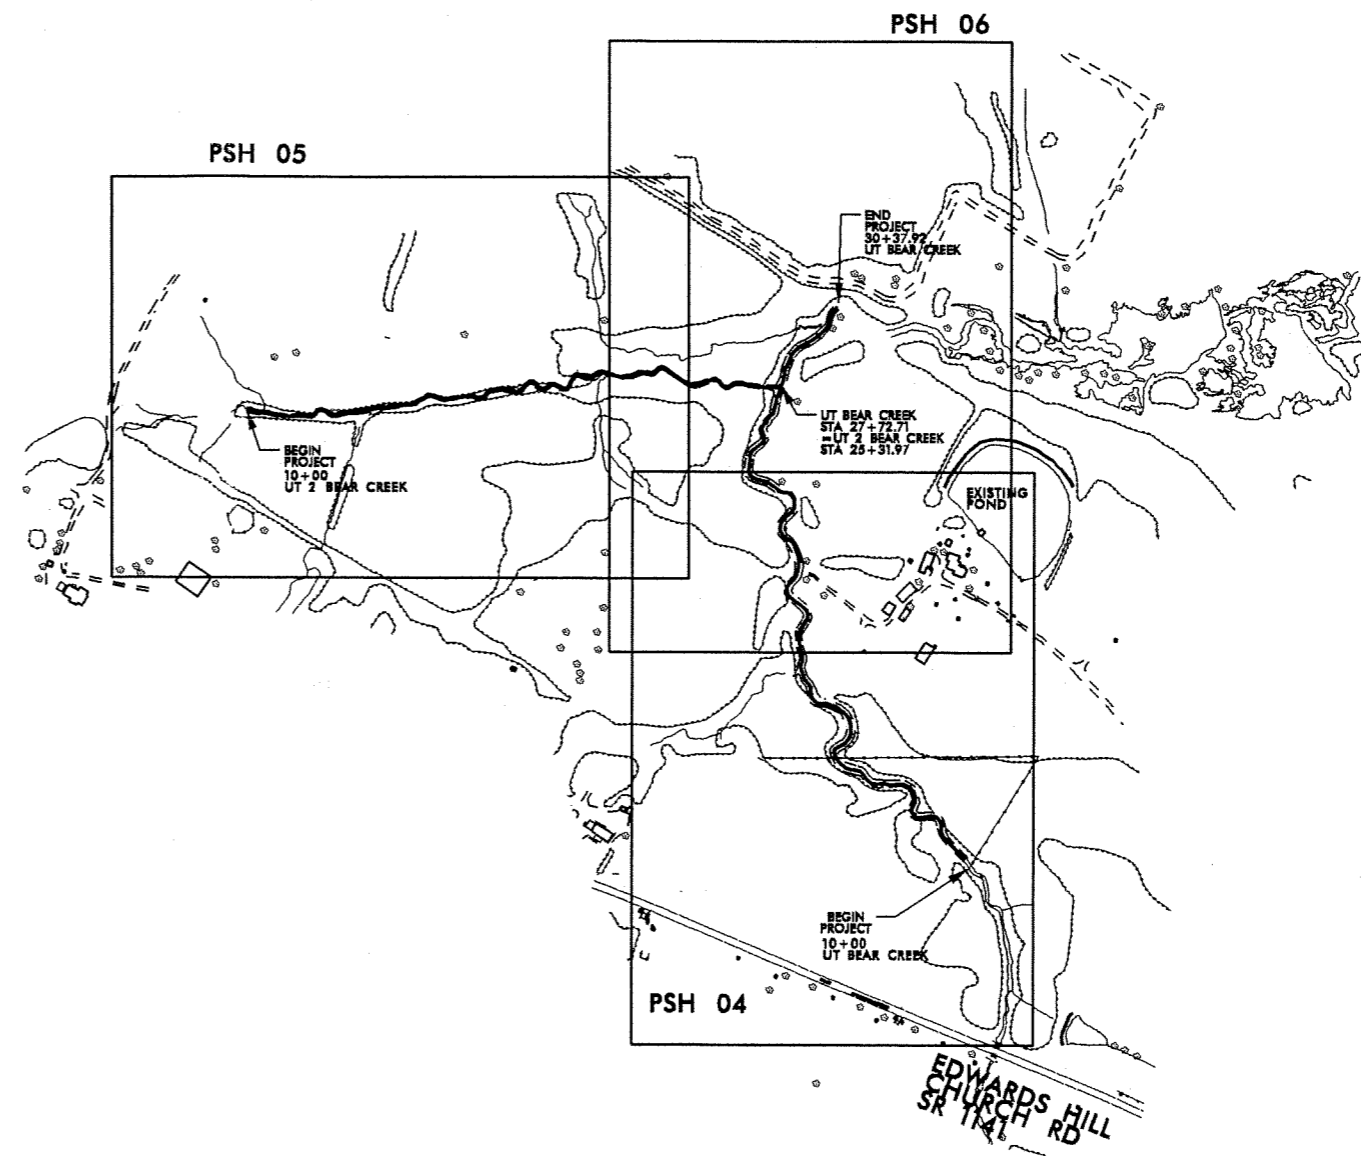 PSH 06
PSH 05
END
PROJECT
30+37.92
UT BEAR CREEK
UT BEAR CREEK
STA 27+72.71
=UT 2 BEAR CREEK
STA 25+31.97
BEGIN
PROJECT
10+00
UT 2 BEAR CREEK
EXISTING
POND
BEGIN
PROJECT
10+00
UT BEAR CREEK
PSH 04
EDWARDS HILL
CHURCH RD
SR 1141